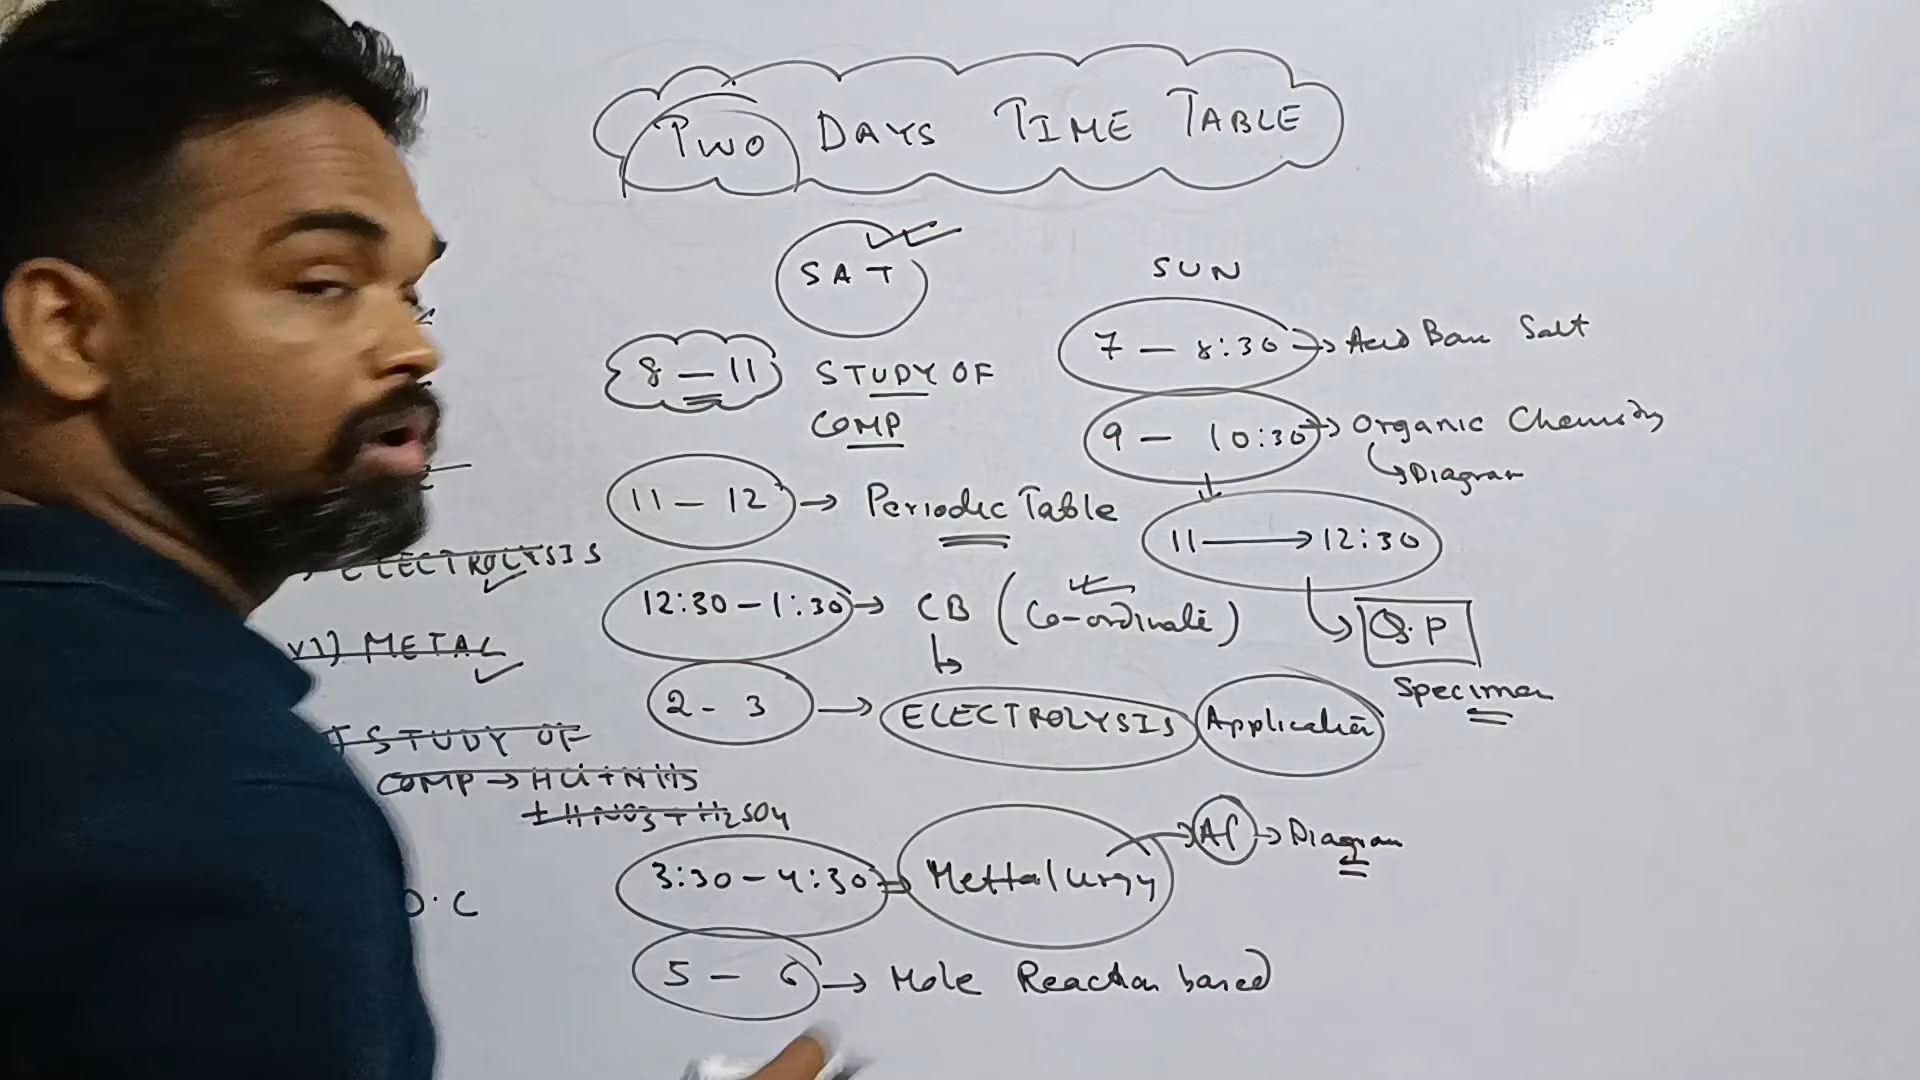 TWO DAYS TIME TABLE
SAT
8 — 11 STUDY OF
COMP
11 — 12 → Periodic Table
12:30 — 1:30 → CB (Co-ordinate)
2 - 3 → ELECTROLYSIS Application
3:30 — 4:30 → Mettalurgy → Al → Diagram
5 — 6 → Mole Reaction based
SUN
7 — 8:30 → Acid Base Salt
9 — 10:30 → Organic Chemistry
↳ Diagram
11 → 12:30
Q.P
Specimen
ELECTROLYSIS
VI) METAL
STUDY OF
COMP → HCl + NH3
+ HNO3 + H2SO4
O.C